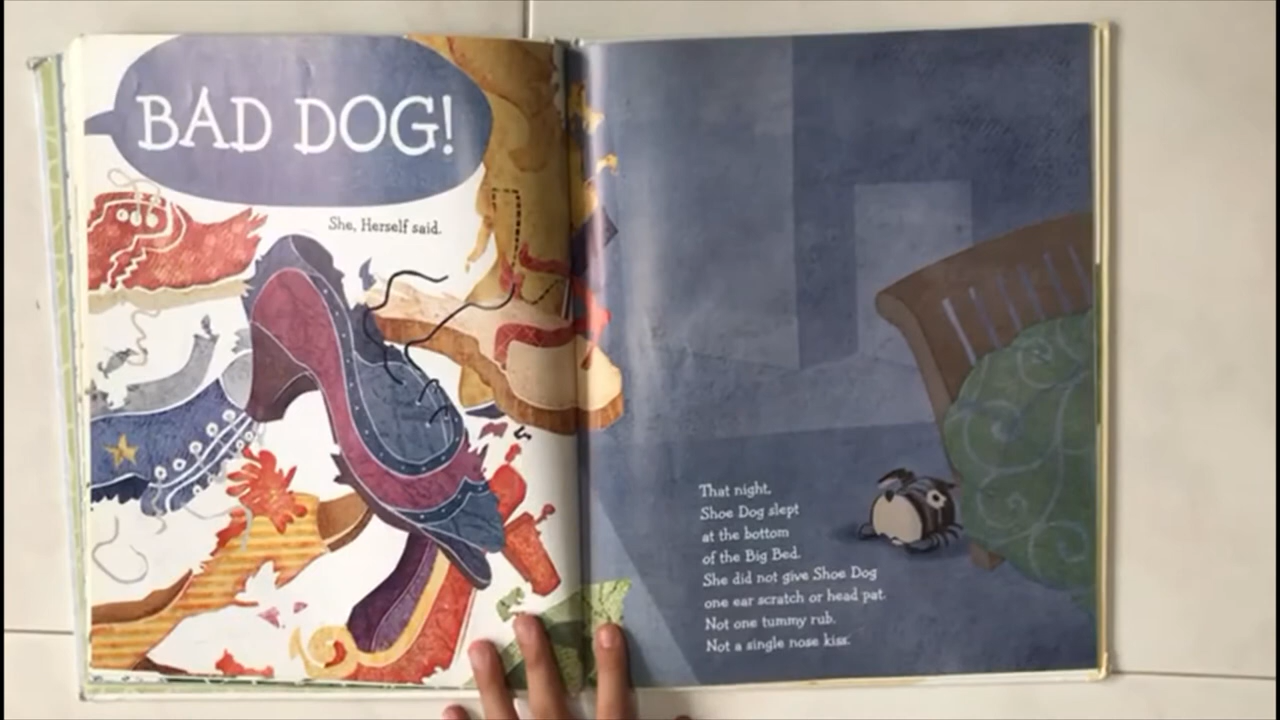 BAD DOG!
She, Herself said.
That night,
Shoe Dog slept
at the bottom
of the Big Bed.
She did not give Shoe Dog
one ear scratch or head pat.
Not one tummy rub.
Not a single nose kiss.